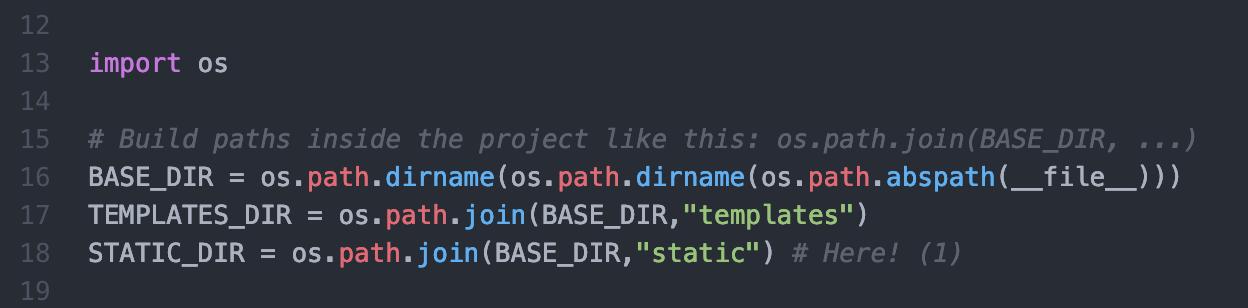 12
13 import os
14
15 # Build paths inside the project like this: os.path.join(BASE_DIR, ...)
16 BASE_DIR = os.path.dirname(os.path.dirname(os.path.abspath(__file__)))
17 TEMPLATES_DIR = os.path.join(BASE_DIR,"templates")
18 STATIC_DIR = os.path.join(BASE_DIR,"static") # Here! (1)
19